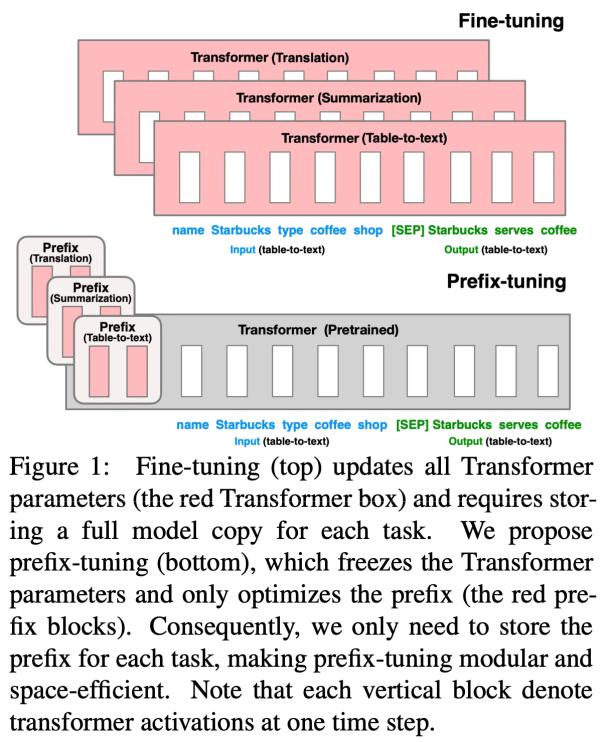 Fine-tuning
Transformer (Translation)
Transformer (Summarization)
Transformer (Table-to-text)
name Starbucks type coffee shop [SEP] Starbucks serves coffee
Input (table-to-text) Output (table-to-text)
Prefix-tuning
Prefix
(Translation)
Prefix
(Summarization)
Prefix
(Table-to-text)
Transformer (Pretrained)
name Starbucks type coffee shop [SEP] Starbucks serves coffee
Input (table-to-text) Output (table-to-text)
Figure 1: Fine-tuning (top) updates all Transformer
parameters (the red Transformer box) and requires stor-
ing a full model copy for each task. We propose
prefix-tuning (bottom), which freezes the Transformer
parameters and only optimizes the prefix (the red pre-
fix blocks). Consequently, we only need to store the
prefix for each task, making prefix-tuning modular and
space-efficient. Note that each vertical block denote
transformer activations at one time step.